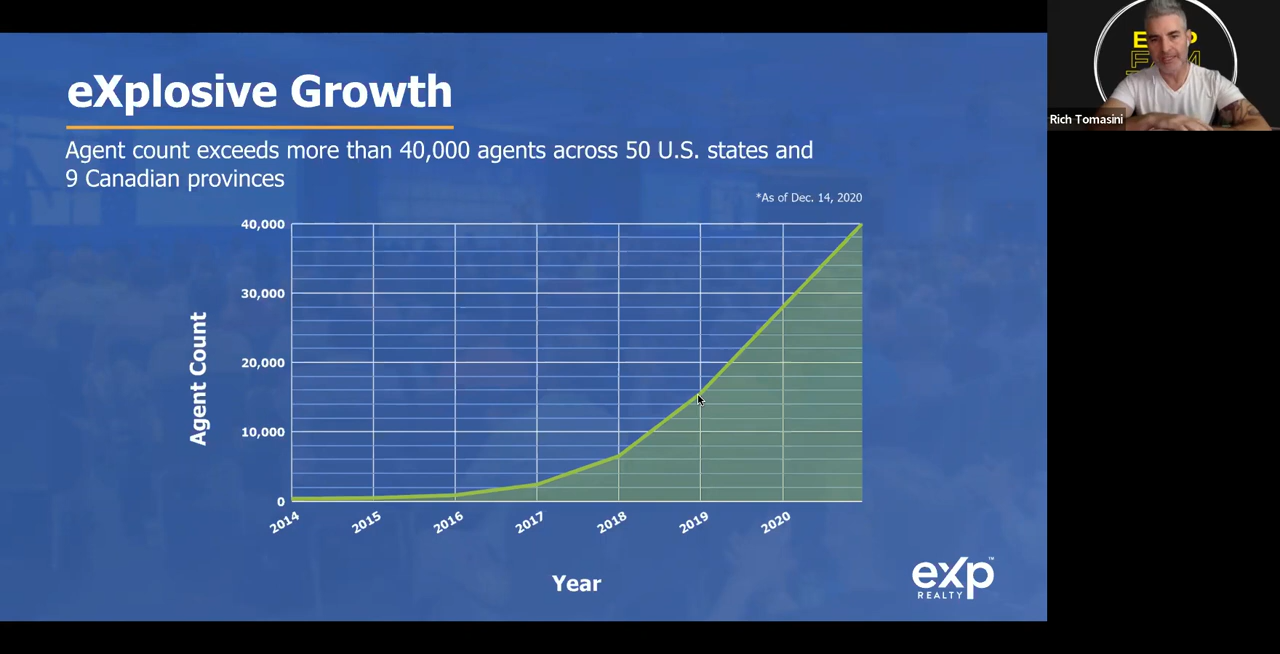 eXplosive Growth
Agent count exceeds more than 40,000 agents across 50 U.S. states and
9 Canadian provinces
*As of Dec. 14, 2020
40,000
30,000
20,000
10,000
0
Agent Count
2014
2015
2016
2017
2018
2019
2020
Year
eXp
REALTY
™
Rich Tomasini